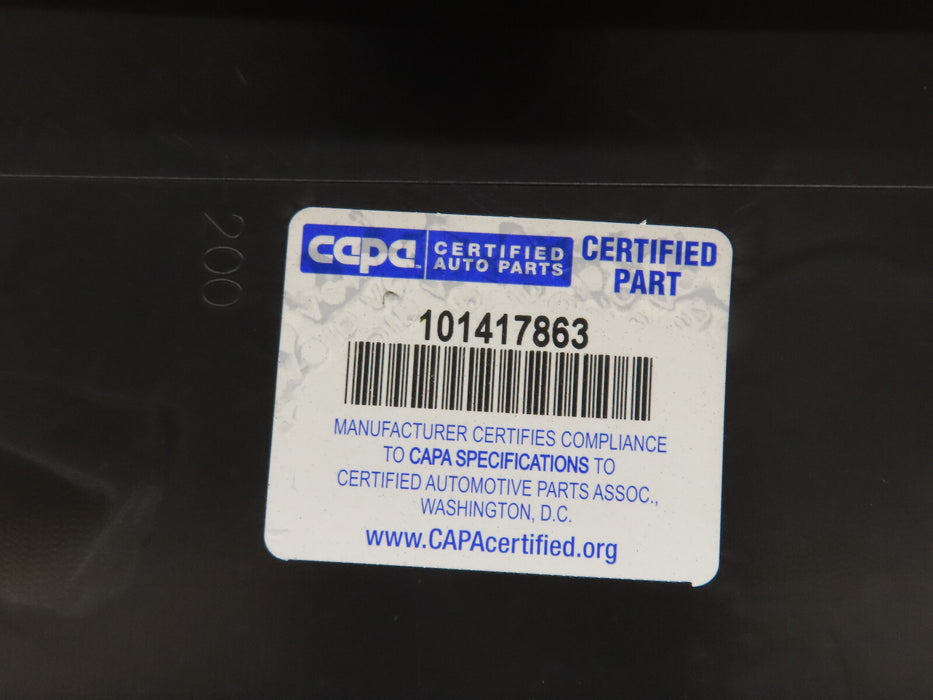 200
capa™ CERTIFIED AUTO PARTS
CERTIFIED PART
101417863
MANUFACTURER CERTIFIES COMPLIANCE
TO CAPA SPECIFICATIONS TO
CERTIFIED AUTOMOTIVE PARTS ASSOC.,
WASHINGTON, D.C.
www.CAPAcertified.org